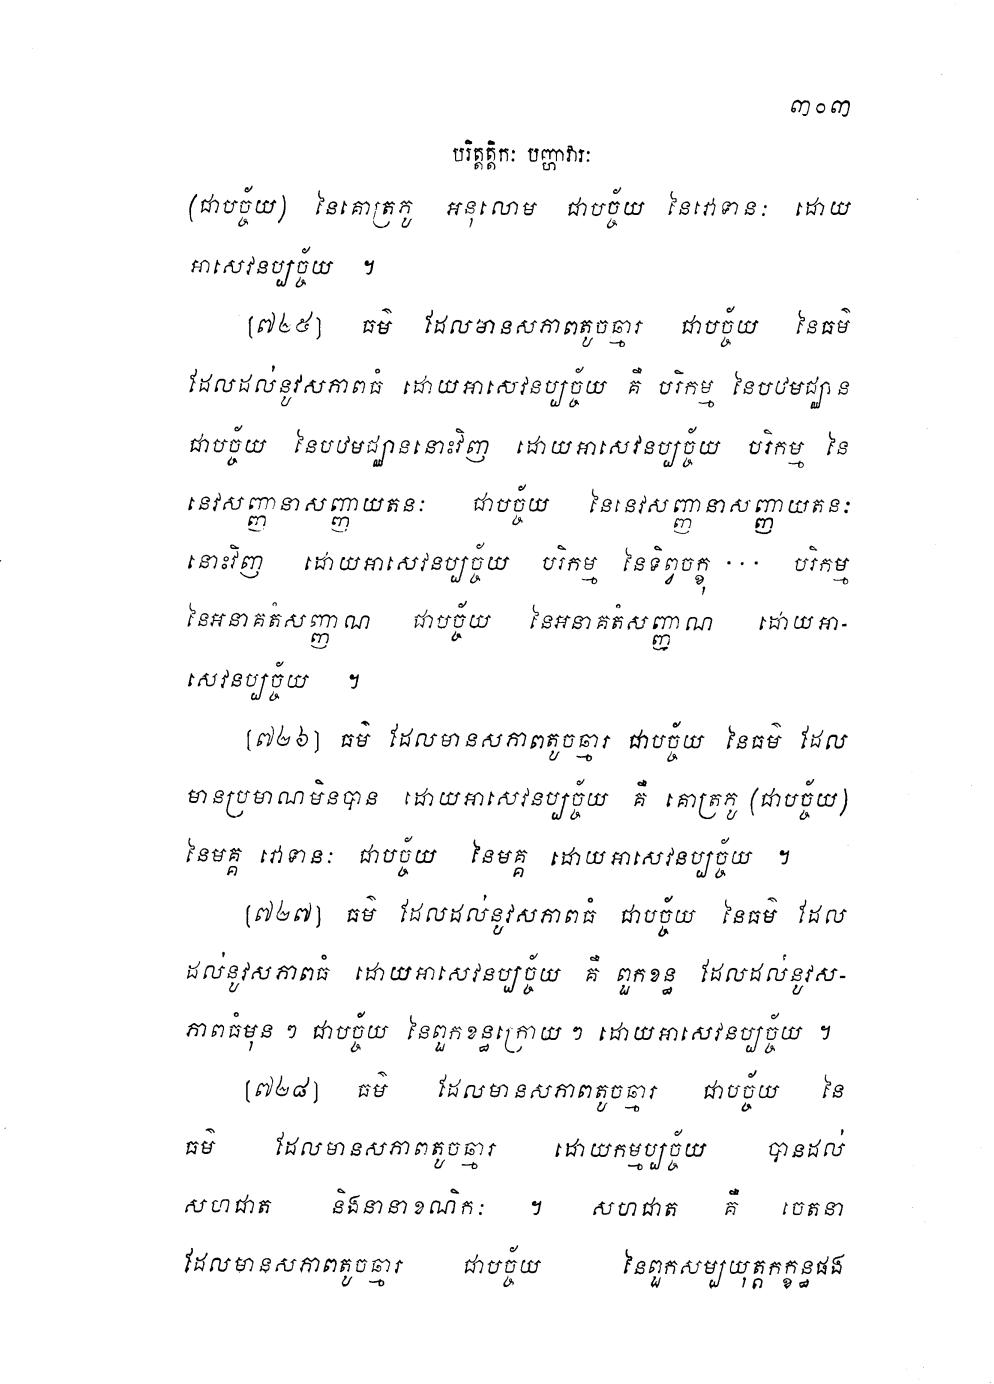 ៣០៣
បរិត្តត្តិកៈ បញ្ហាវារៈ
(ជាបច្ច័យ) នៃគោត្រភូ អនុលោម ជាបច្ច័យ នៃវោទានៈ ដោយ
អាសេវនប្បច្ច័យ ។
[៧២៥] ធម៌ ដែលមានសភាពតូចឆ្មារ ជាបច្ច័យ នៃធម៌
ដែលដល់នូវសភាពធំ ដោយអាសេវនប្បច្ច័យ គឺ បរិកម្ម នៃបឋមជ្ឈាន
ជាបច្ច័យ នៃបឋមជ្ឈាននោះវិញ ដោយអាសេវនប្បច្ច័យ បរិកម្ម នៃ
នេវសញ្ញានាសញ្ញាយតនៈ ជាបច្ច័យ នៃនេវសញ្ញានាសញ្ញាយតនៈ
នោះវិញ ដោយអាសេវនប្បច្ច័យ បរិកម្ម នៃទិព្វចក្ខុ ... បរិកម្ម
នៃអនាគតំសញ្ញាណ ជាបច្ច័យ នៃអនាគតំសញ្ញាណ ដោយអា-
សេវនប្បច្ច័យ ។
[៧២៦] ធម៌ ដែលមានសភាពតូចឆ្មារ ជាបច្ច័យ នៃធម៌ ដែល
មានប្រមាណមិនបាន ដោយអាសេវនប្បច្ច័យ គឺ គោត្រភូ (ជាបច្ច័យ)
នៃមគ្គ វោទានៈ ជាបច្ច័យ នៃមគ្គ ដោយអាសេវនប្បច្ច័យ ។
[៧២៧] ធម៌ ដែលដល់នូវសភាពធំ ជាបច្ច័យ នៃធម៌ ដែល
ដល់នូវសភាពធំ ដោយអាសេវនប្បច្ច័យ គឺ ពួកខន្ធ ដែលដល់នូវស-
ភាពធំមុន ៗ ជាបច្ច័យ នៃពួកខន្ធក្រោយ ៗ ដោយអាសេវនប្បច្ច័យ ។
[៧២៨] ធម៌ ដែលមានសភាពតូចឆ្មារ ជាបច្ច័យ នៃ
ធម៌ ដែលមានសភាពតូចឆ្មារ ដោយកម្មប្បច្ច័យ បានដល់
សហជាត និងនានាខណិកៈ ។ សហជាត គឺ ចេតនា
ដែលមានសភាពតូចឆ្មារ ជាបច្ច័យ នៃពួកសម្បយុត្តកក្ខន្ធផង